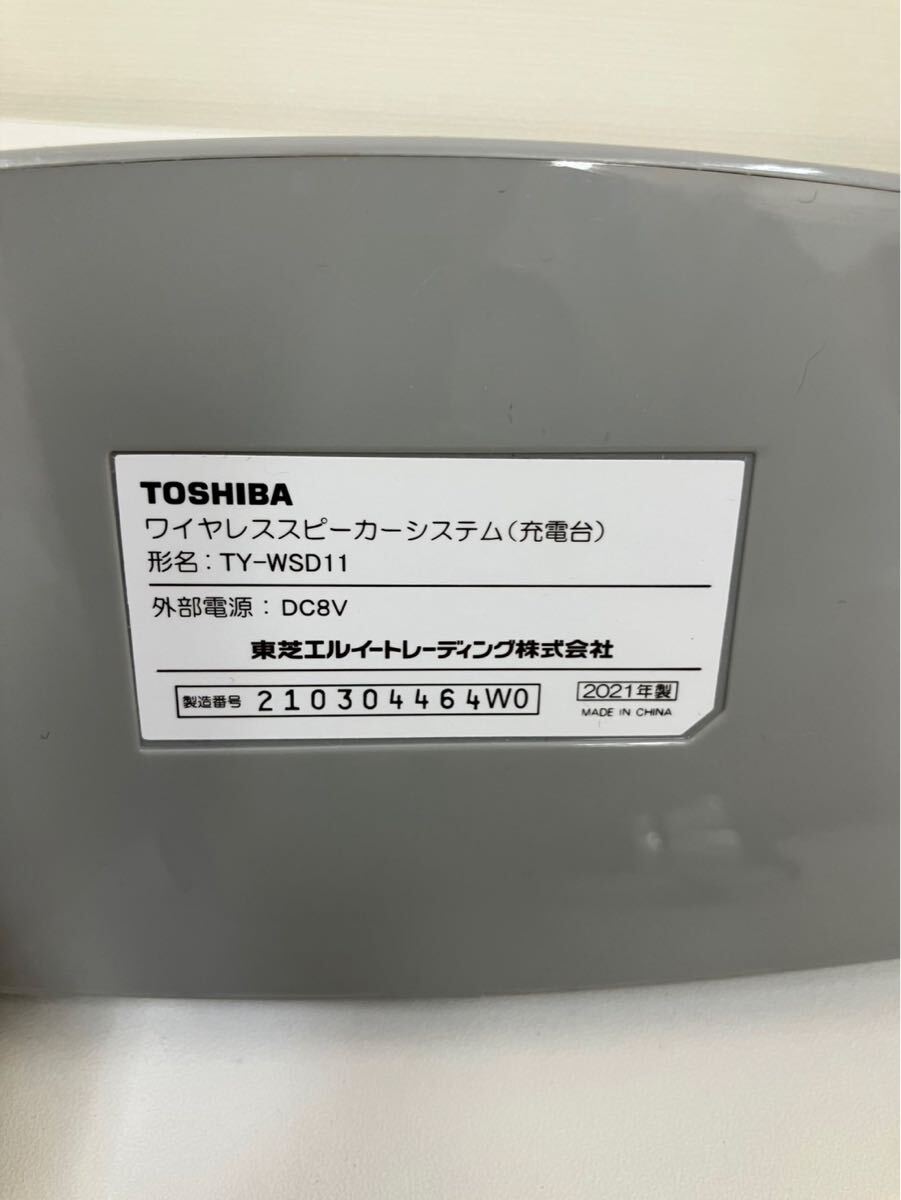 TOSHIBA
ワイヤレススピーカーシステム(充電台)
形名:TY-WSD11
外部電源:DC8V
東芝エルイートレーディング株式会社
製造番号 210304464W0
2021年製
MADE IN CHINA